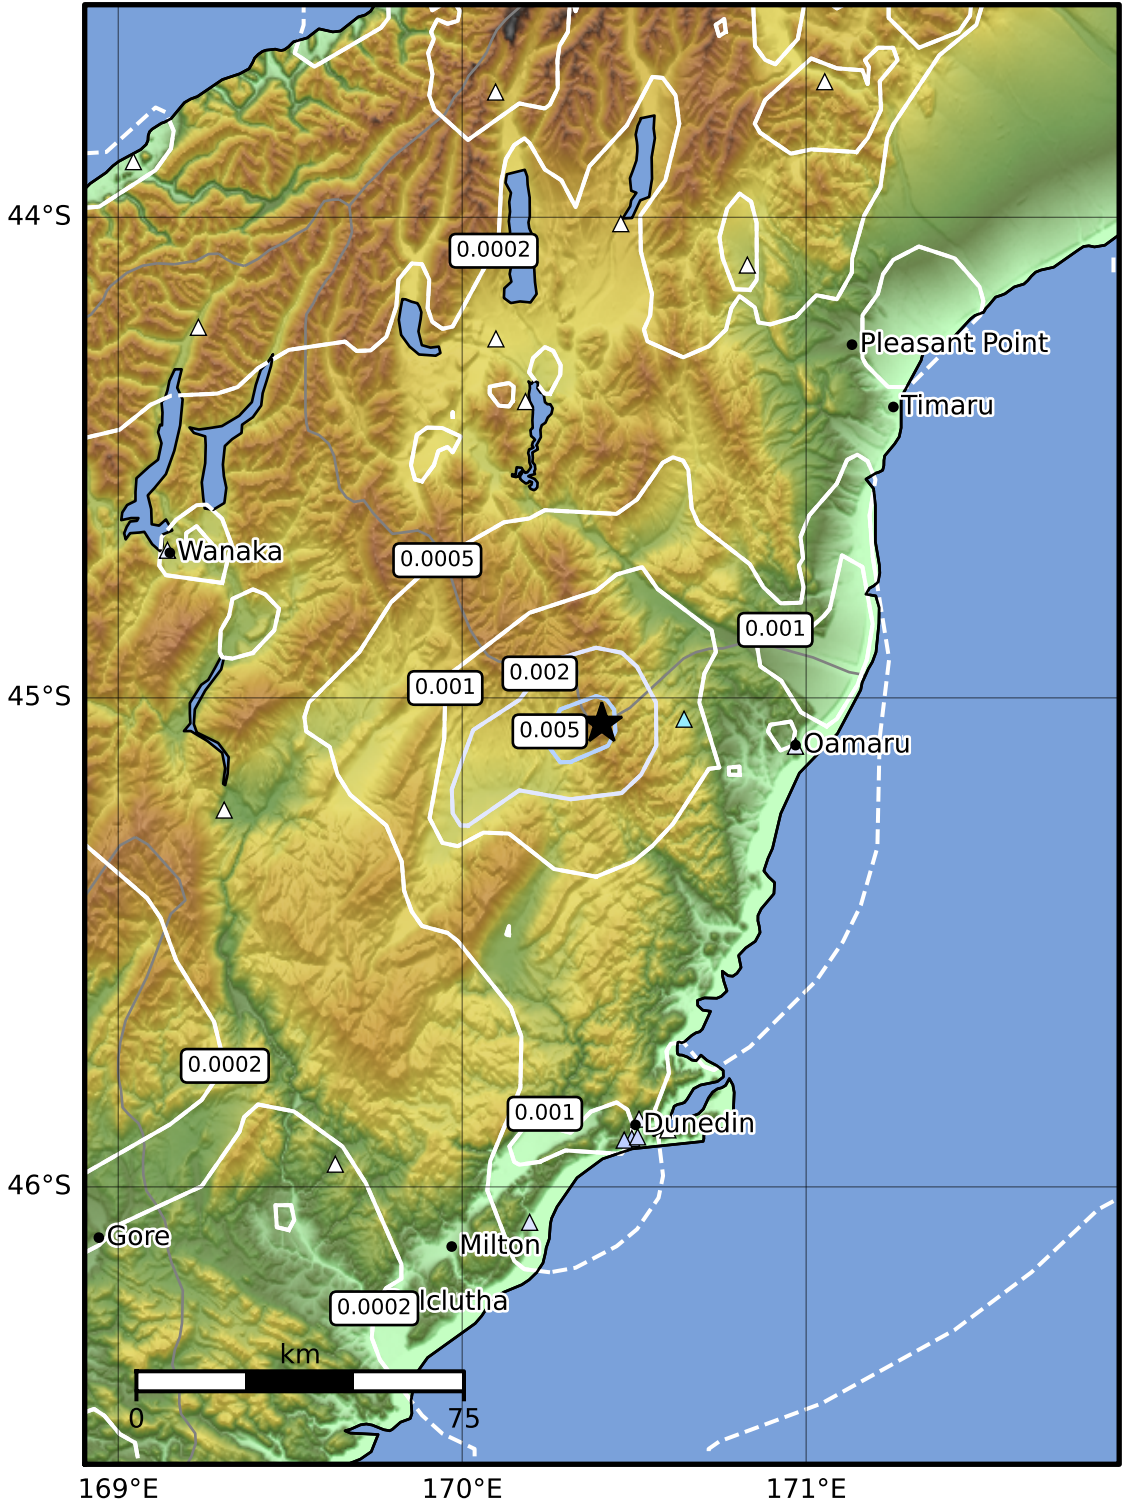 44°S
0.0002
Pleasant Point
Timaru
Wanaka
0.0005
0.001
0.002
0.001
45°S
0.005
Oamaru
0.0002
0.001
Dunedin
46°S
Gore
Milton
0.0002
lclutha
km
0
75
169°E
170°E
171°E